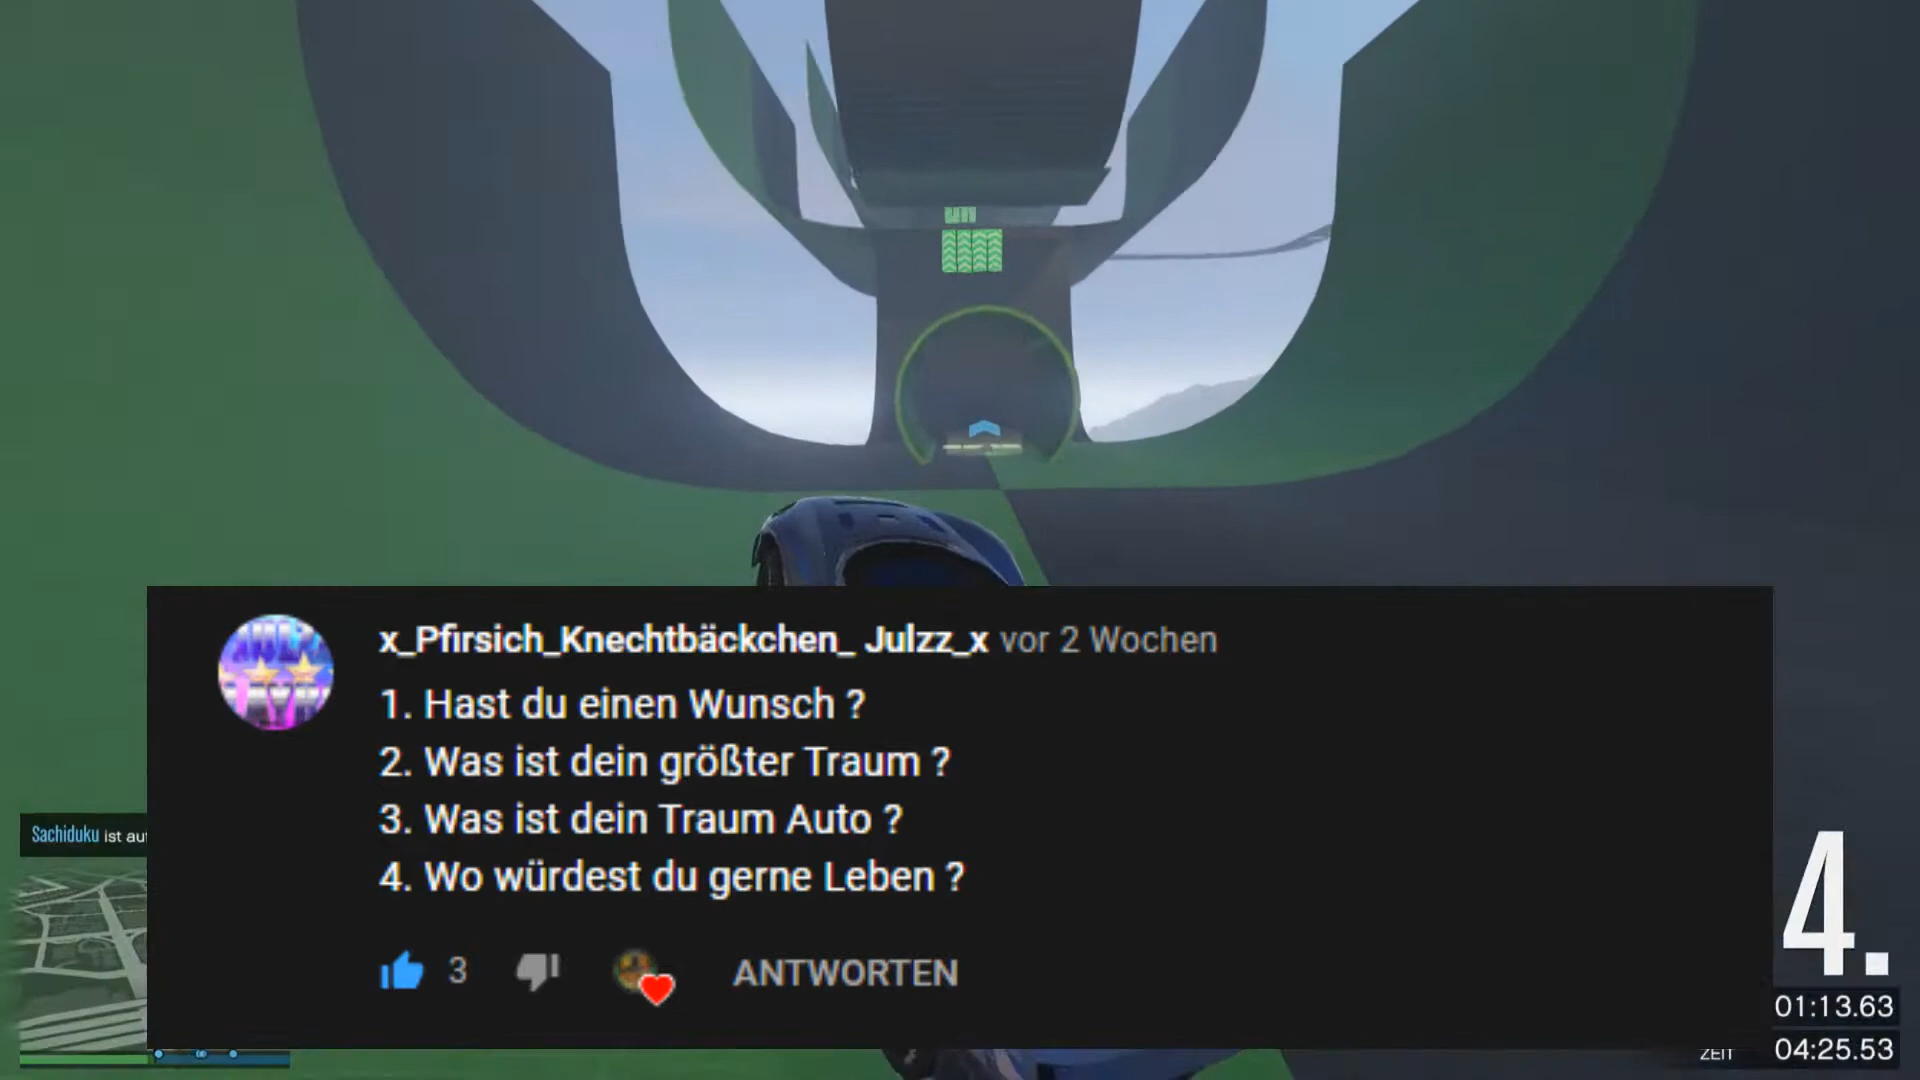 x_Pfirsich_Knechtbäckchen_ Julzz_x vor 2 Wochen
1. Hast du einen Wunsch ?
2. Was ist dein größter Traum ?
3. Was ist dein Traum Auto ?
4. Wo würdest du gerne Leben ?
3
ANTWORTEN
Sachiduku ist auf
4.
01:13.63
ZEIT 04:25.53